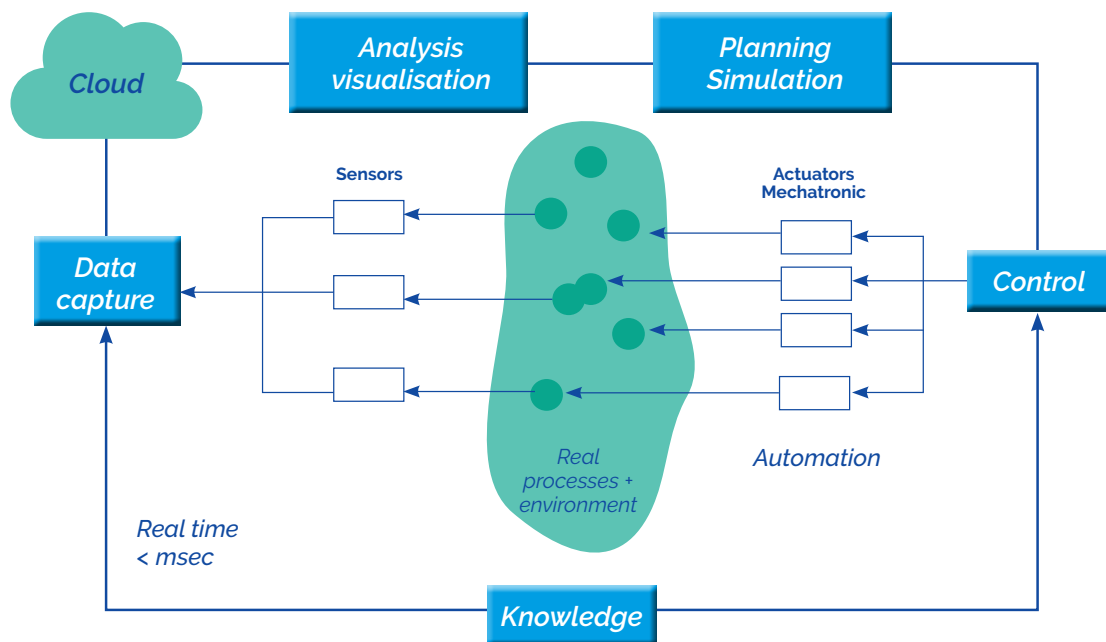 Cloud
Analysis
visualisation
Planning
Simulation
Sensors
Actuators
Mechatronic
Data
capture
Control
Real
processes +
environment
Automation
Real time
< msec
Knowledge